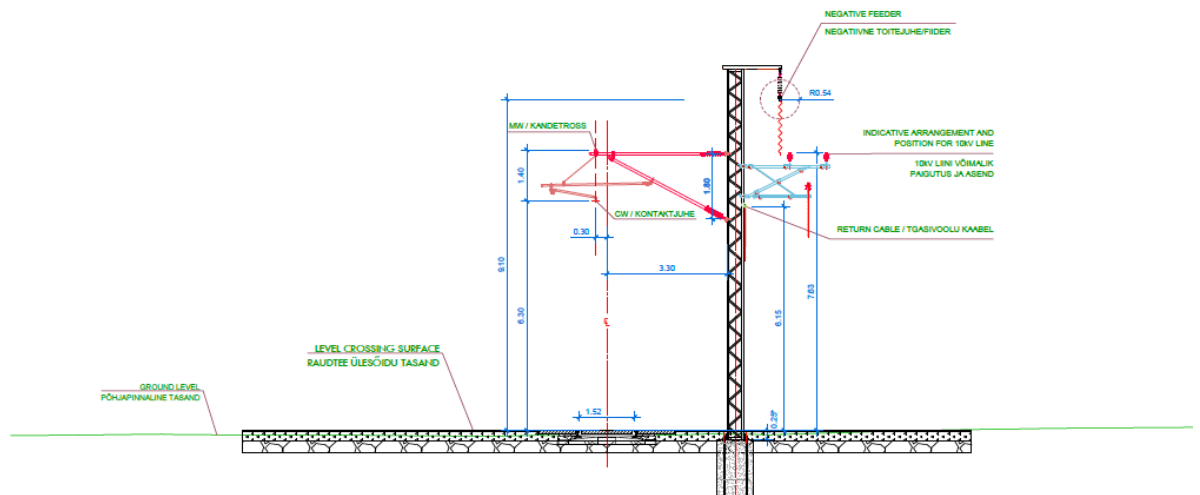 NEGATIVE FEEDER
NEGATIIVNE TOITEJUHE/FIIDER
R0.54
MW / KANDETROSS
INDICATIVE ARRANGEMENT AND
POSITION FOR 10kV LINE
10kV LIINI VÕIMALIK
PAIGUTUS JA ASEND
1.40
1.80
CW / KONTAKTJUHE
RETURN CABLE / TGASIVOOLU KAABEL
0.30
3.30
9.10
7.63
6.30
6.15
LEVEL CROSSING SURFACE
RAUDTEE ÜLESÕIDU TASAND
GROUND LEVEL
PÕHJAPINNALINE TASAND
1.52
0.25*